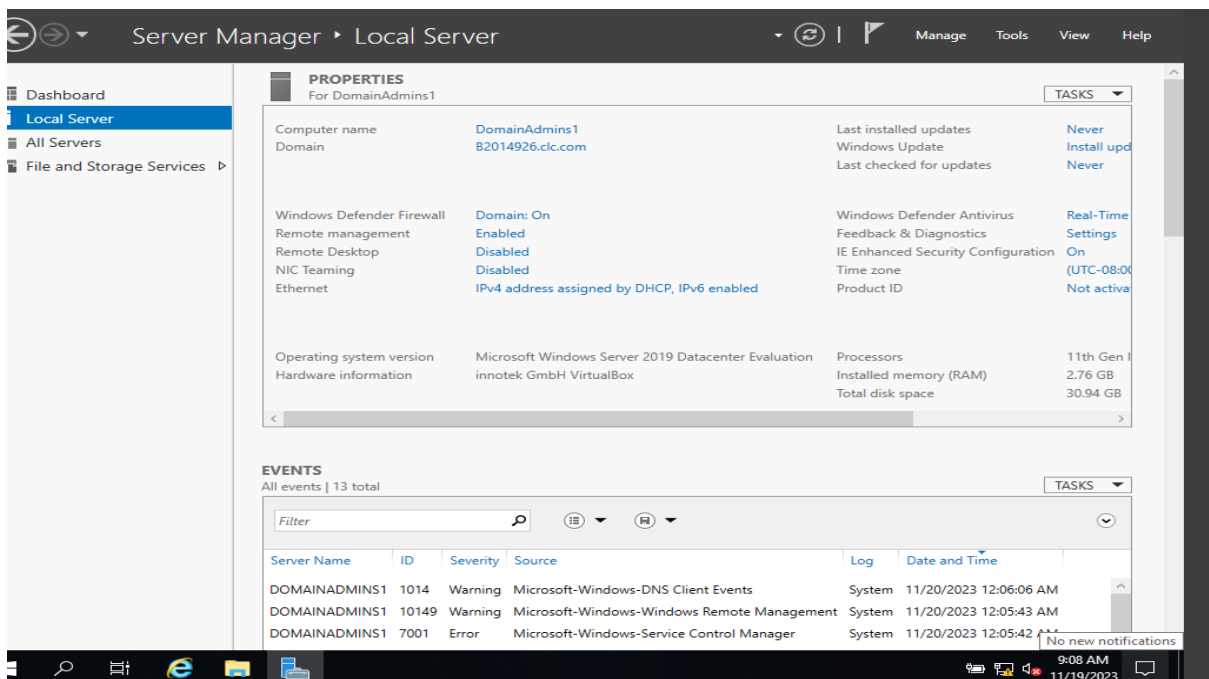 Server Manager ‣ Local Server
Manage Tools View Help
Dashboard
Local Server
All Servers
File and Storage Services
PROPERTIES
For DomainAdmins1
TASKS
Computer name DomainAdmins1 Last installed updates Never
Domain B2014926.clc.com Windows Update Install upd
Last checked for updates Never
Windows Defender Firewall Domain: On Windows Defender Antivirus Real-Time
Remote management Enabled Feedback & Diagnostics Settings
Remote Desktop Disabled IE Enhanced Security Configuration On
NIC Teaming Disabled Time zone (UTC-08:00
Ethernet IPv4 address assigned by DHCP, IPv6 enabled Product ID Not activa
Operating system version Microsoft Windows Server 2019 Datacenter Evaluation Processors 11th Gen I
Hardware information innotek GmbH VirtualBox Installed memory (RAM) 2.76 GB
Total disk space 30.94 GB
EVENTS
All events | 13 total
TASKS
Filter
Server Name ID Severity Source Log Date and Time
DOMAINADMINS1 1014 Warning Microsoft-Windows-DNS Client Events System 11/20/2023 12:06:06 AM
DOMAINADMINS1 10149 Warning Microsoft-Windows-Windows Remote Management System 11/20/2023 12:05:43 AM
DOMAINADMINS1 7001 Error Microsoft-Windows-Service Control Manager System 11/20/2023 12:05:42 AM
No new notifications
9:08 AM
11/19/2023